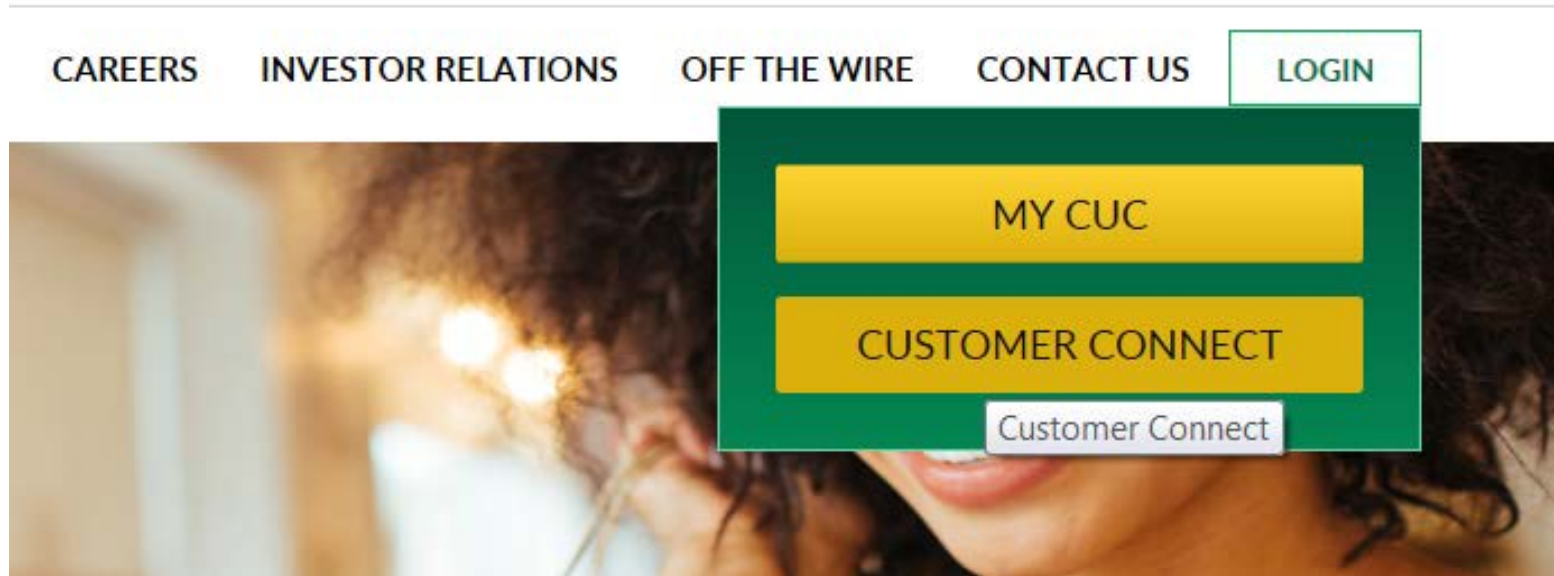 CAREERS INVESTOR RELATIONS OFF THE WIRE CONTACT US LOGIN
MY CUC
CUSTOMER CONNECT
Customer Connect